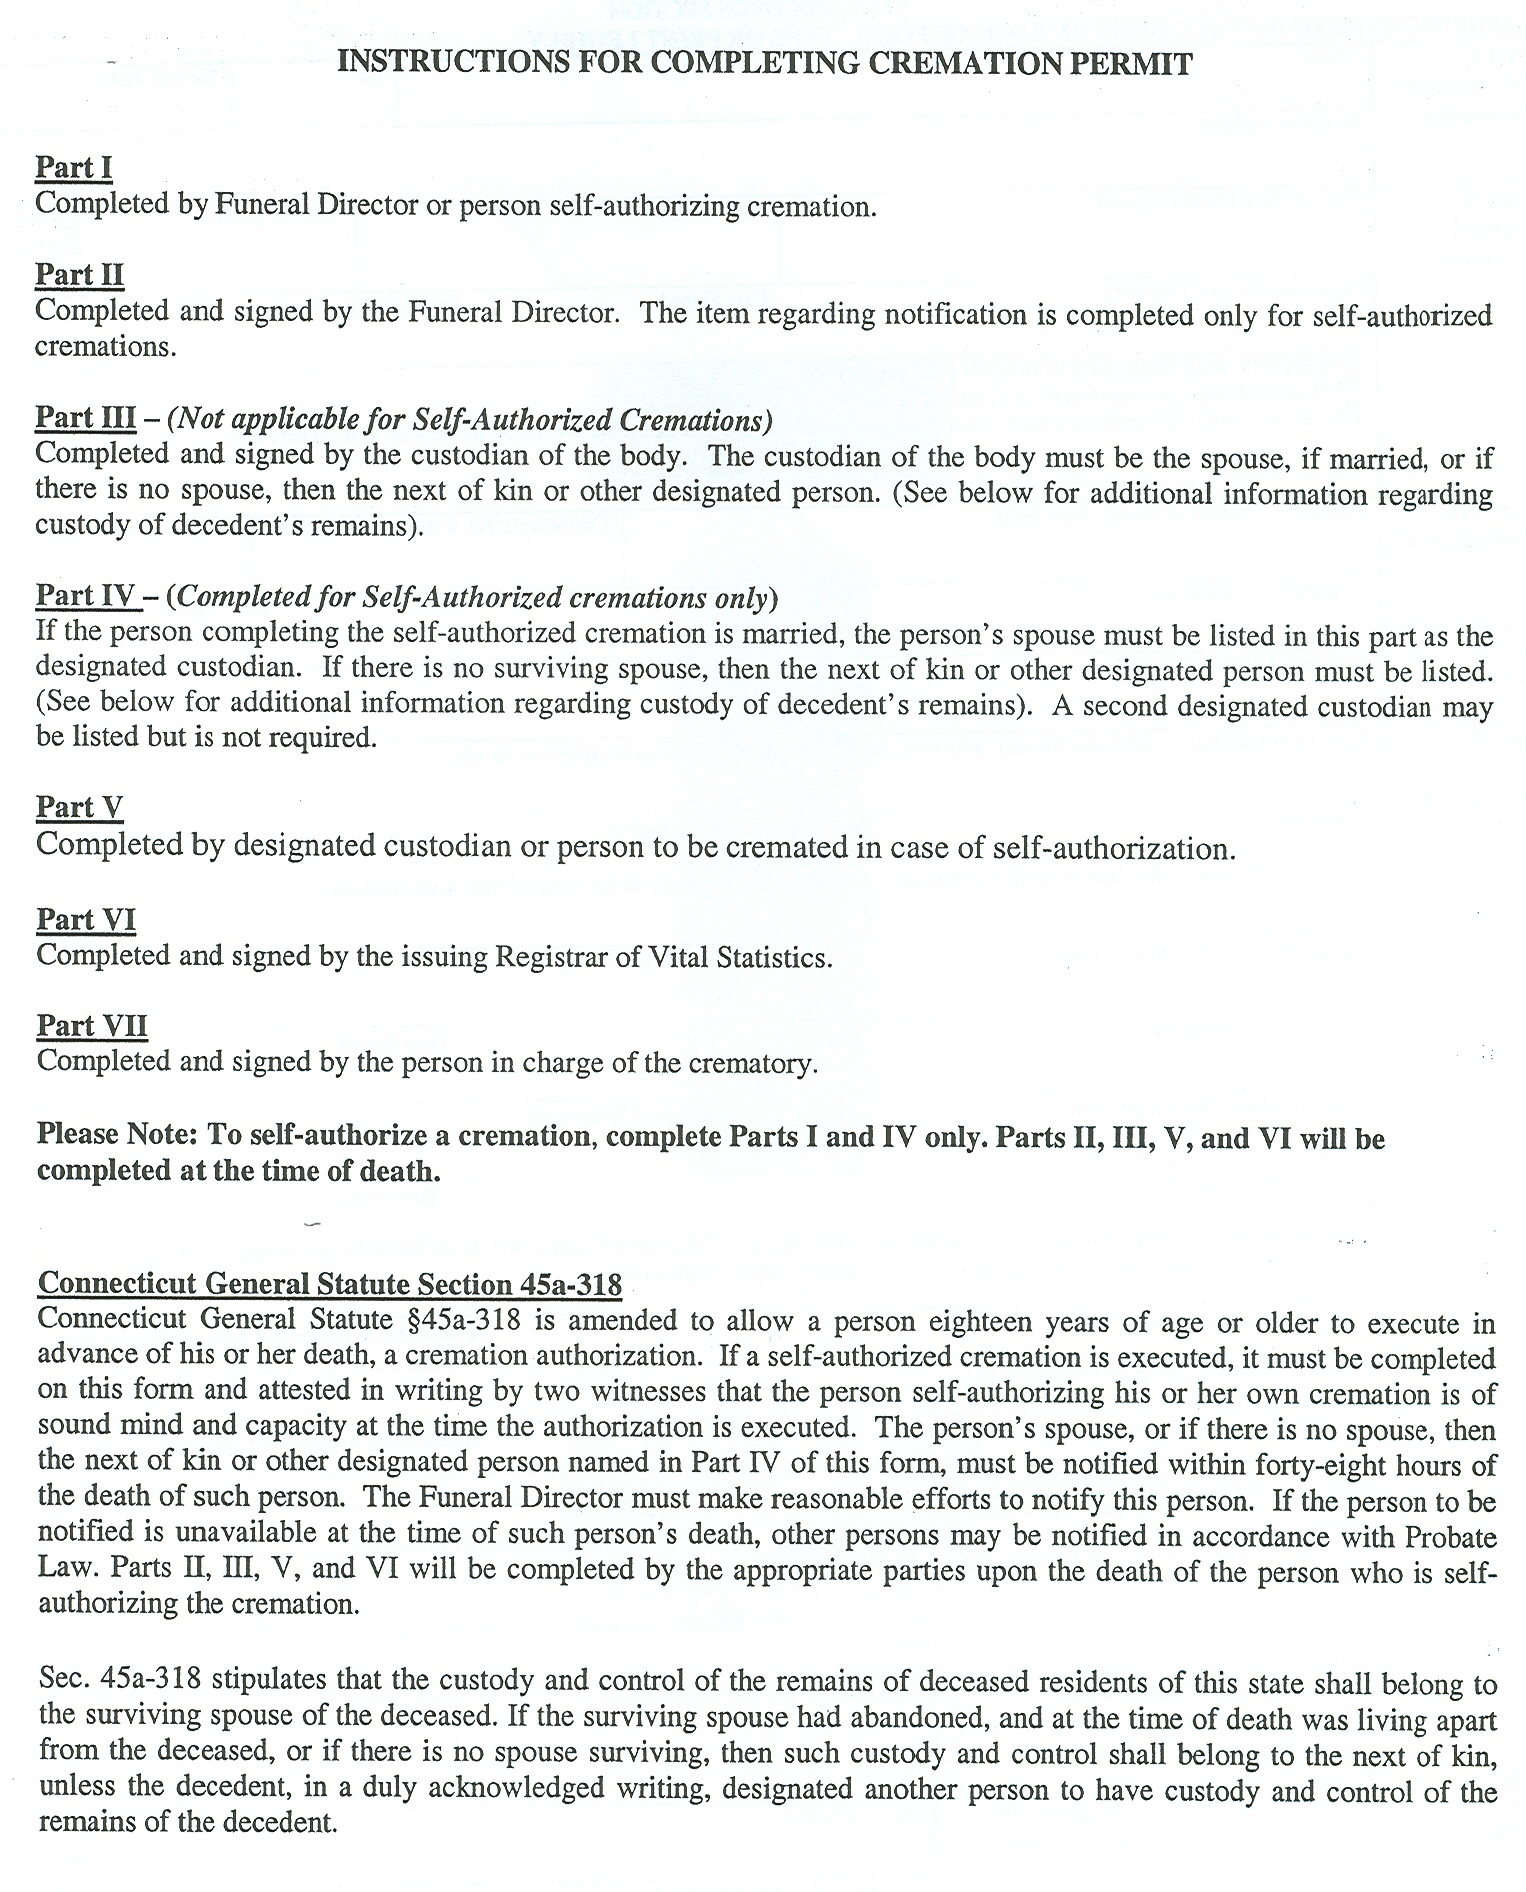 INSTRUCTIONS FOR COMPLETING CREMATION PERMIT
Part I
Completed by Funeral Director or person self-authorizing cremation.
Part II
Completed and signed by the Funeral Director. The item regarding notification is completed only for self-authorized
cremations.
Part III – (Not applicable for Self-Authorized Cremations)
Completed and signed by the custodian of the body. The custodian of the body must be the spouse, if married, or if
there is no spouse, then the next of kin or other designated person. (See below for additional information regarding
custody of decedent's remains).
Part IV – (Completed for Self-Authorized cremations only)
If the person completing the self-authorized cremation is married, the person's spouse must be listed in this part as the
designated custodian. If there is no surviving spouse, then the next of kin or other designated person must be listed.
(See below for additional information regarding custody of decedent's remains). A second designated custodian may
be listed but is not required.
Part V
Completed by designated custodian or person to be cremated in case of self-authorization.
Part VI
Completed and signed by the issuing Registrar of Vital Statistics.
Part VII
Completed and signed by the person in charge of the crematory.
Please Note: To self-authorize a cremation, complete Parts I and IV only. Parts II, III, V, and VI will be
completed at the time of death.
Connecticut General Statute Section 45a-318
Connecticut General Statute §45a-318 is amended to allow a person eighteen years of age or older to execute in
advance of his or her death, a cremation authorization. If a self-authorized cremation is executed, it must be completed
on this form and attested in writing by two witnesses that the person self-authorizing his or her own cremation is of
sound mind and capacity at the time the authorization is executed. The person's spouse, or if there is no spouse, then
the next of kin or other designated person named in Part IV of this form, must be notified within forty-eight hours of
the death of such person. The Funeral Director must make reasonable efforts to notify this person. If the person to be
notified is unavailable at the time of such person's death, other persons may be notified in accordance with Probate
Law. Parts II, III, V, and VI will be completed by the appropriate parties upon the death of the person who is self-
authorizing the cremation.
Sec. 45a-318 stipulates that the custody and control of the remains of deceased residents of this state shall belong to
the surviving spouse of the deceased. If the surviving spouse had abandoned, and at the time of death was living apart
from the deceased, or if there is no spouse surviving, then such custody and control shall belong to the next of kin,
unless the decedent, in a duly acknowledged writing, designated another person to have custody and control of the
remains of the decedent.